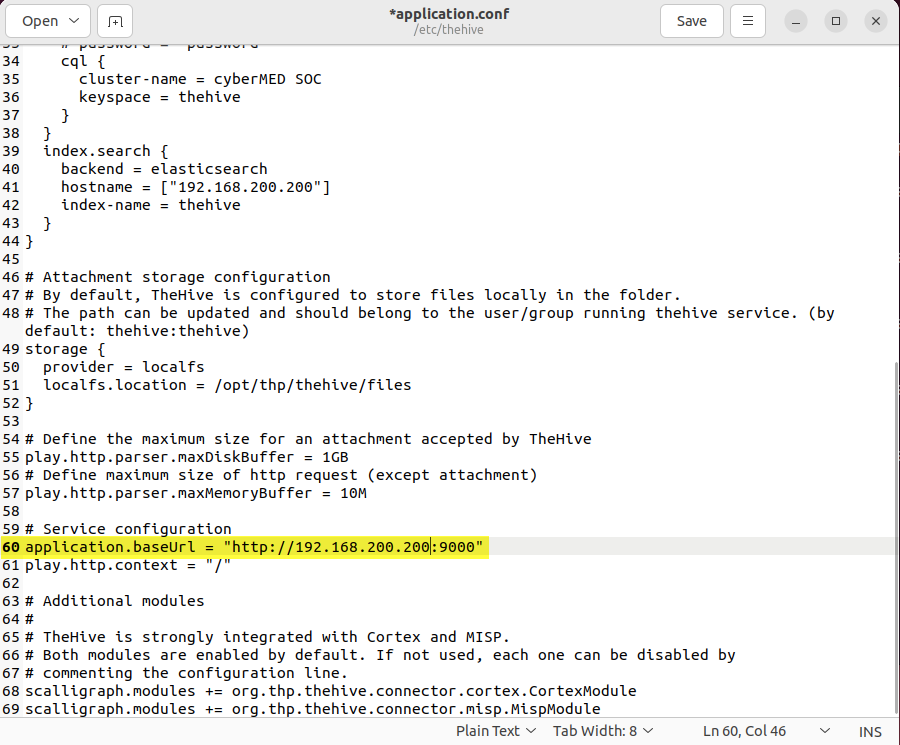 Open
*application.conf
/etc/thehive
Save
33     # password = "password"
34     cql {
35       cluster-name = cyberMED SOC
36       keyspace = thehive
37     }
38   }
39   index.search {
40     backend = elasticsearch
41     hostname = ["192.168.200.200"]
42     index-name = thehive
43   }
44 }
45
46 # Attachment storage configuration
47 # By default, TheHive is configured to store files locally in the folder.
48 # The path can be updated and should belong to the user/group running thehive service. (by
default: thehive:thehive)
49 storage {
50   provider = localfs
51   localfs.location = /opt/thp/thehive/files
52 }
53
54 # Define the maximum size for an attachment accepted by TheHive
55 play.http.parser.maxDiskBuffer = 1GB
56 # Define maximum size of http request (except attachment)
57 play.http.parser.maxMemoryBuffer = 10M
58
59 # Service configuration
60 application.baseUrl = "http://192.168.200.200:9000"
61 play.http.context = "/"
62
63 # Additional modules
64 #
65 # TheHive is strongly integrated with Cortex and MISP.
66 # Both modules are enabled by default. If not used, each one can be disabled by
67 # commenting the configuration line.
68 scalligraph.modules += org.thp.thehive.connector.cortex.CortexModule
69 scalligraph.modules += org.thp.thehive.connector.misp.MispModule
Plain Text
Tab Width: 8
Ln 60, Col 46
INS